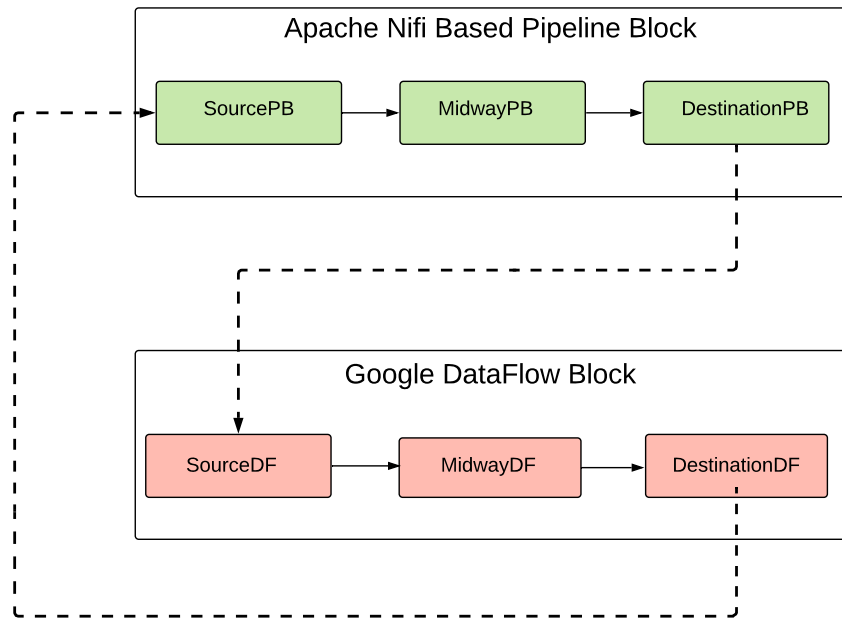 Apache Nifi Based Pipeline Block
SourcePB
MidwayPB
DestinationPB
Google DataFlow Block
SourceDF
MidwayDF
DestinationDF